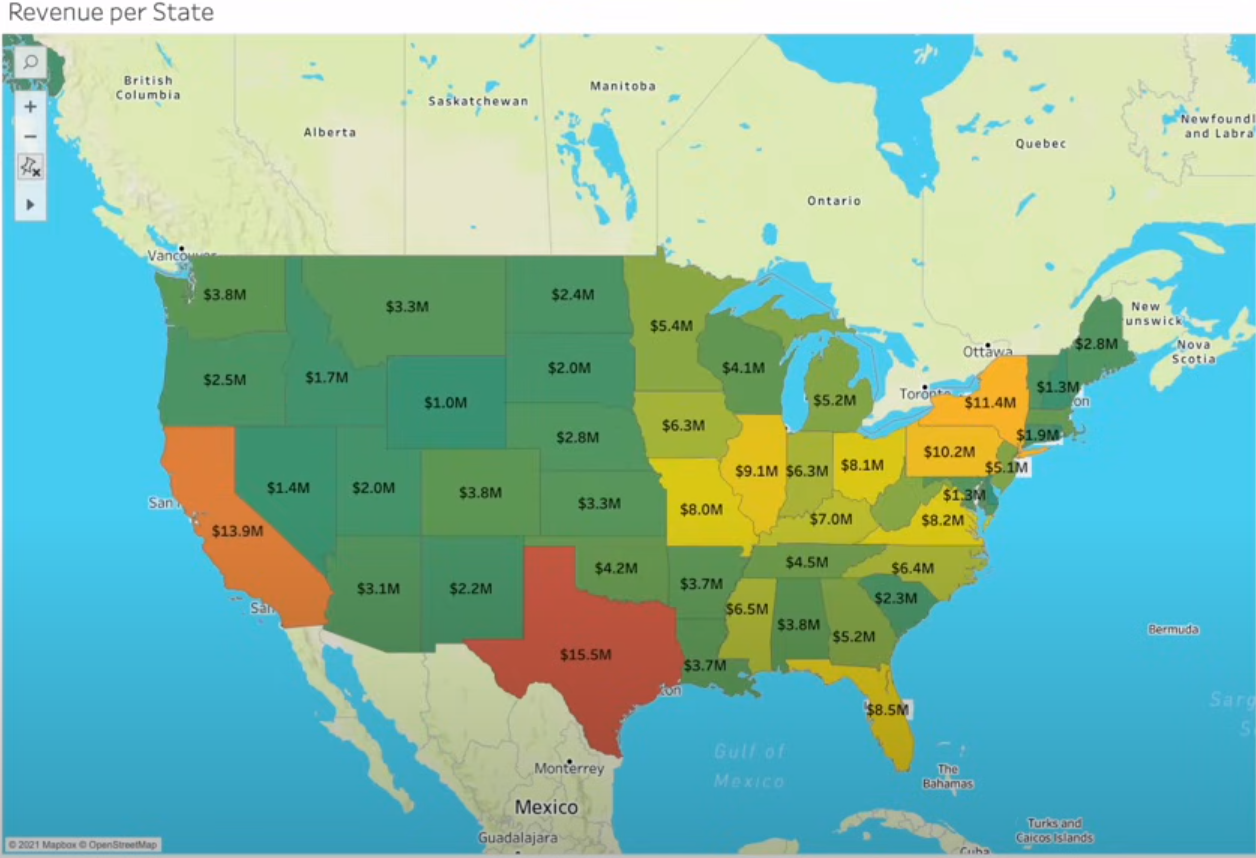 Revenue per State
British
Columbia
Alberta
Saskatchewan
Manitoba
Ontario
Quebec
Newfoundl
and Labra
New
unswick
Nova
Scotia
Vancouver
Ottawa
Toronto
$3.8M
$3.3M
$2.4M
$5.4M
$4.1M
$5.2M
$2.8M
$2.5M
$1.7M
$1.0M
$2.0M
$6.3M
$11.4M
$1.3M
on
$1.9M
$2.8M
$9.1M
$6.3M
$8.1M
$10.2M
$5.1M
San
$1.4M
$2.0M
$3.8M
$3.3M
$8.0M
$7.0M
$1.3M
$8.2M
$13.9M
$3.1M
$2.2M
$4.2M
$3.7M
$4.5M
$6.4M
San
$6.5M
$3.8M
$5.2M
$2.3M
$15.5M
$3.7M
$8.5M
Bermuda
Gulf of
Mexico
Monterrey
The
Bahamas
Mexico
Guadalajara
Turks and
Caicos Islands
Cuba
© 2021 Mapbox © OpenStreetMap